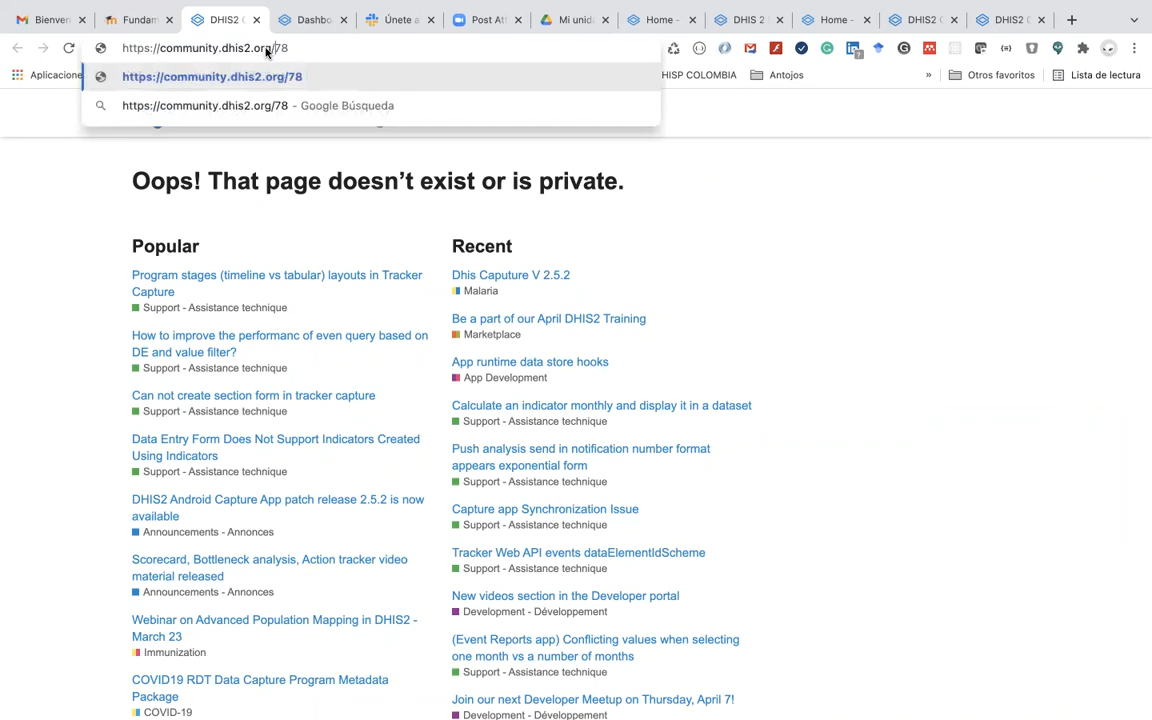 Bienven
Fundam
DHIS2 C
Dashbo
Únete a
Post At
Mi unid
Home -
DHIS 2
Home -
DHIS2 C
DHIS2 C
https://community.dhis2.org/78
Aplicacione
HISP COLOMBIA
Antojos
»
Otros favoritos
Lista de lectura
https://community.dhis2.org/78
https://community.dhis2.org/78 - Google Búsqueda
Oops! That page doesn't exist or is private.
Popular
Program stages (timeline vs tabular) layouts in Tracker
Capture
Support - Assistance technique
How to improve the performanc of even query based on
DE and value filter?
Support - Assistance technique
Can not create section form in tracker capture
Support - Assistance technique
Data Entry Form Does Not Support Indicators Created
Using Indicators
Support - Assistance technique
DHIS2 Android Capture App patch release 2.5.2 is now
available
Announcements - Annonces
Scorecard, Bottleneck analysis, Action tracker video
material released
Announcements - Annonces
Webinar on Advanced Population Mapping in DHIS2 -
March 23
Immunization
COVID19 RDT Data Capture Program Metadata
Package
COVID-19
Recent
Dhis Caputure V 2.5.2
Malaria
Be a part of our April DHIS2 Training
Marketplace
App runtime data store hooks
App Development
Calculate an indicator monthly and display it in a dataset
Support - Assistance technique
Push analysis send in notification number format
appears exponential form
Support - Assistance technique
Capture app Synchronization Issue
Support - Assistance technique
Tracker Web API events dataElementIdScheme
Support - Assistance technique
New videos section in the Developer portal
Development - Développement
(Event Reports app) Conflicting values when selecting
one month vs a number of months
Support - Assistance technique
Join our next Developer Meetup on Thursday, April 7!
Development - Développement